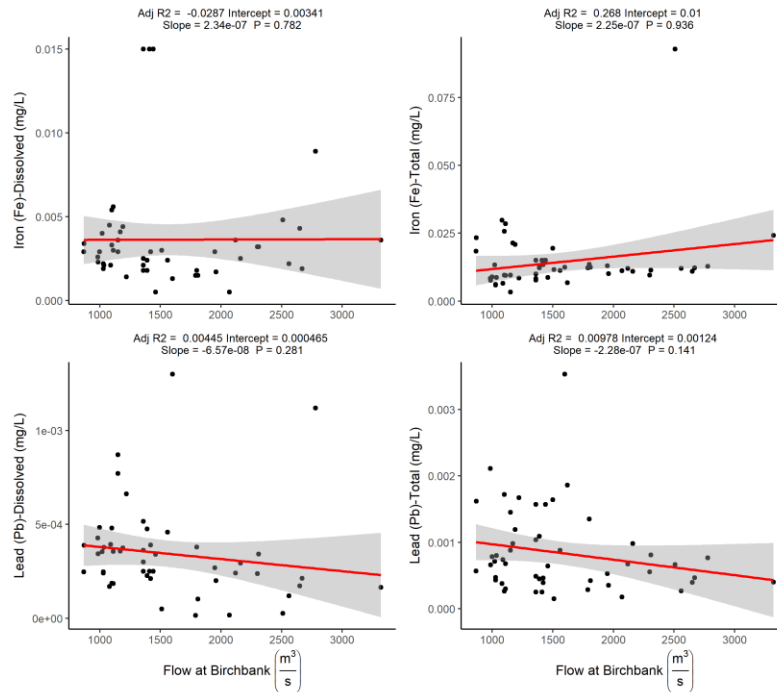 Adj R2 =  -0.0287 Intercept = 0.00341
Slope = 2.34e-07  P = 0.782
Iron (Fe)-Dissolved (mg/L)
0.015
0.010
0.005
0.000
1000 1500 2000 2500 3000
Adj R2 =  0.268 Intercept = 0.01
Slope = 2.25e-07  P = 0.936
Iron (Fe)-Total (mg/L)
0.075
0.050
0.025
0.000
1000 1500 2000 2500 3000
Adj R2 =  0.00445 Intercept = 0.000465
Slope = -6.57e-08  P = 0.281
Lead (Pb)-Dissolved (mg/L)
1e-03
5e-04
0e+00
1000 1500 2000 2500 3000
Flow at Birchbank (m³/s)
Adj R2 =  0.00978 Intercept = 0.00124
Slope = -2.28e-07  P = 0.141
Lead (Pb)-Total (mg/L)
0.003
0.002
0.001
0.000
1000 1500 2000 2500 3000
Flow at Birchbank (m³/s)